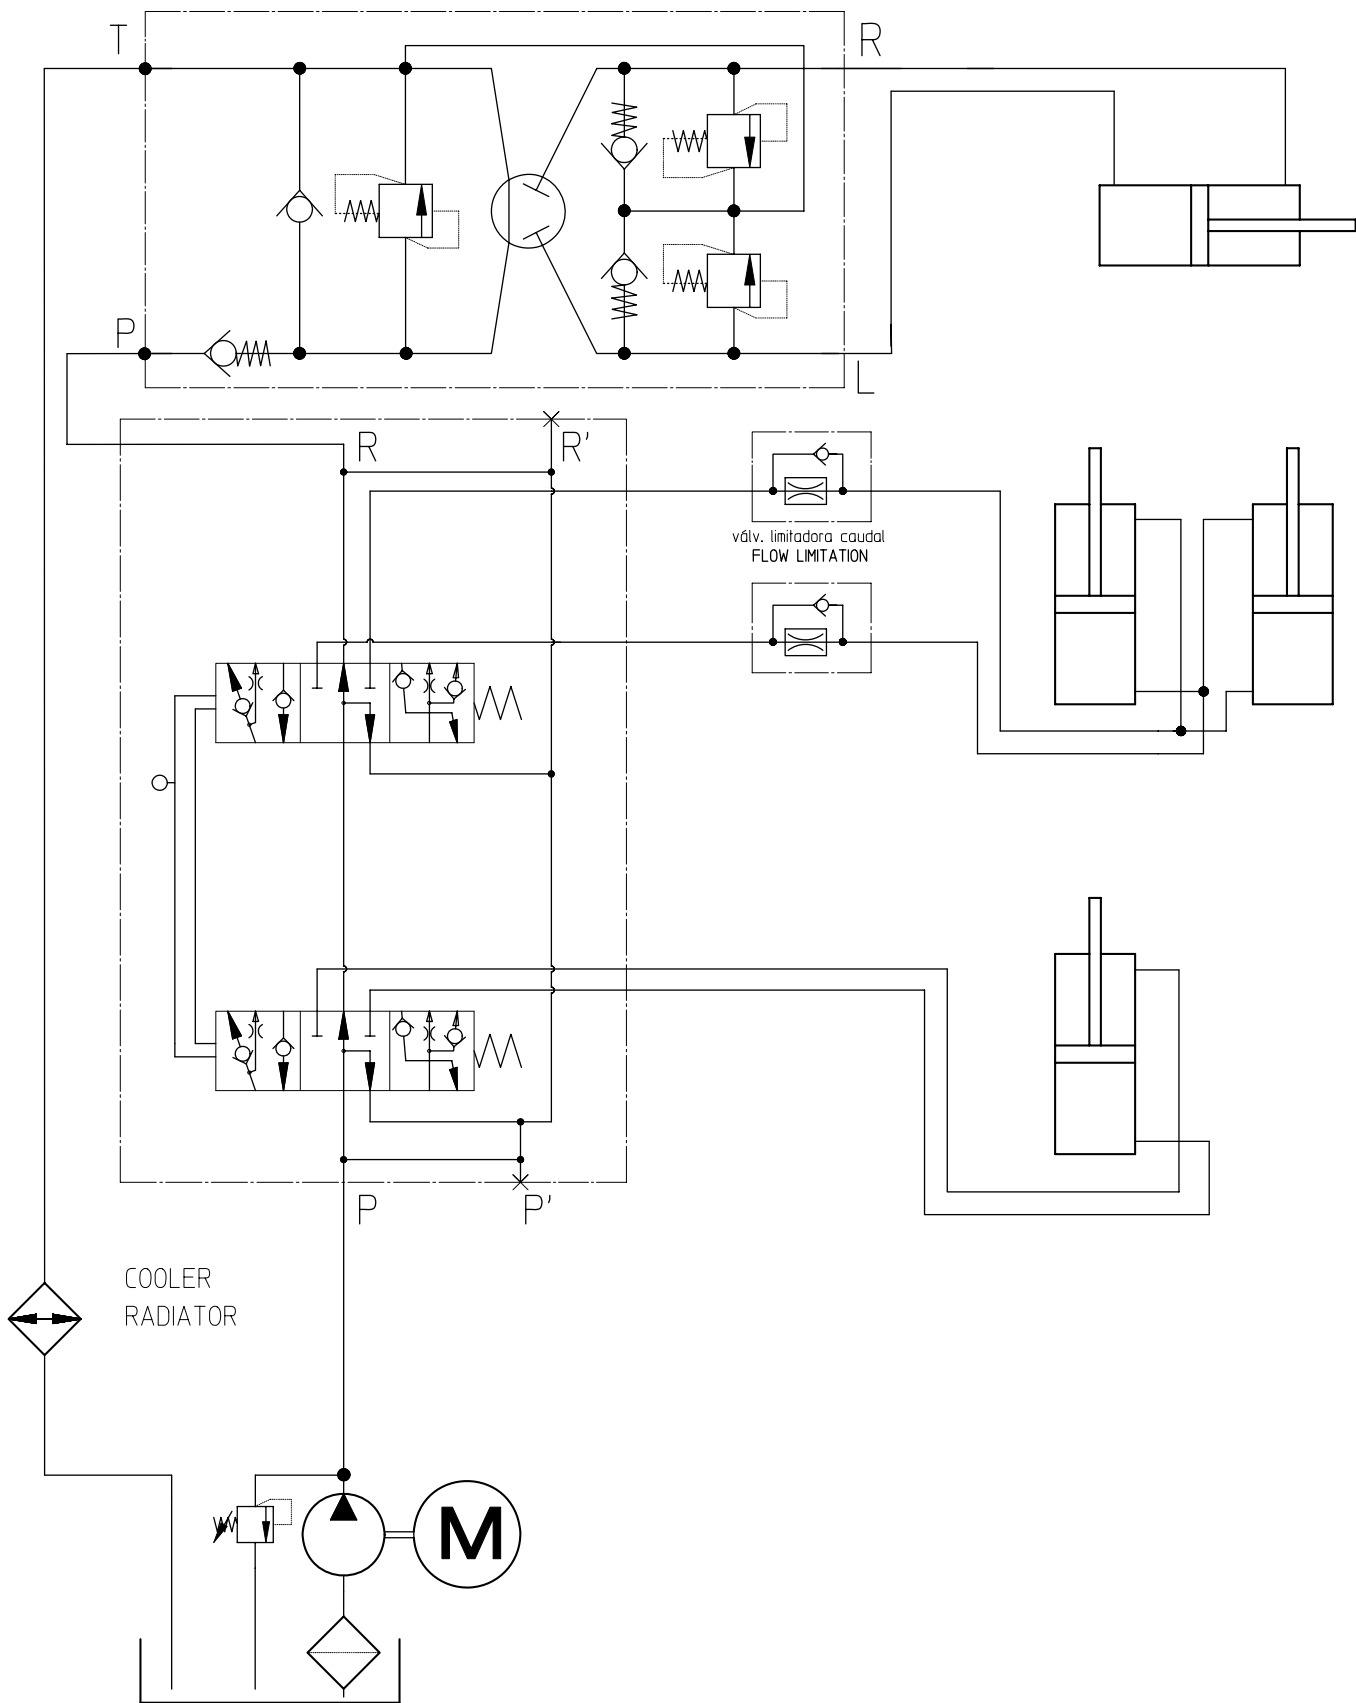 T
R
P
L
R
R'
válv. limitadora caudal
FLOW LIMITATION
P
P'
COOLER
RADIATOR
M